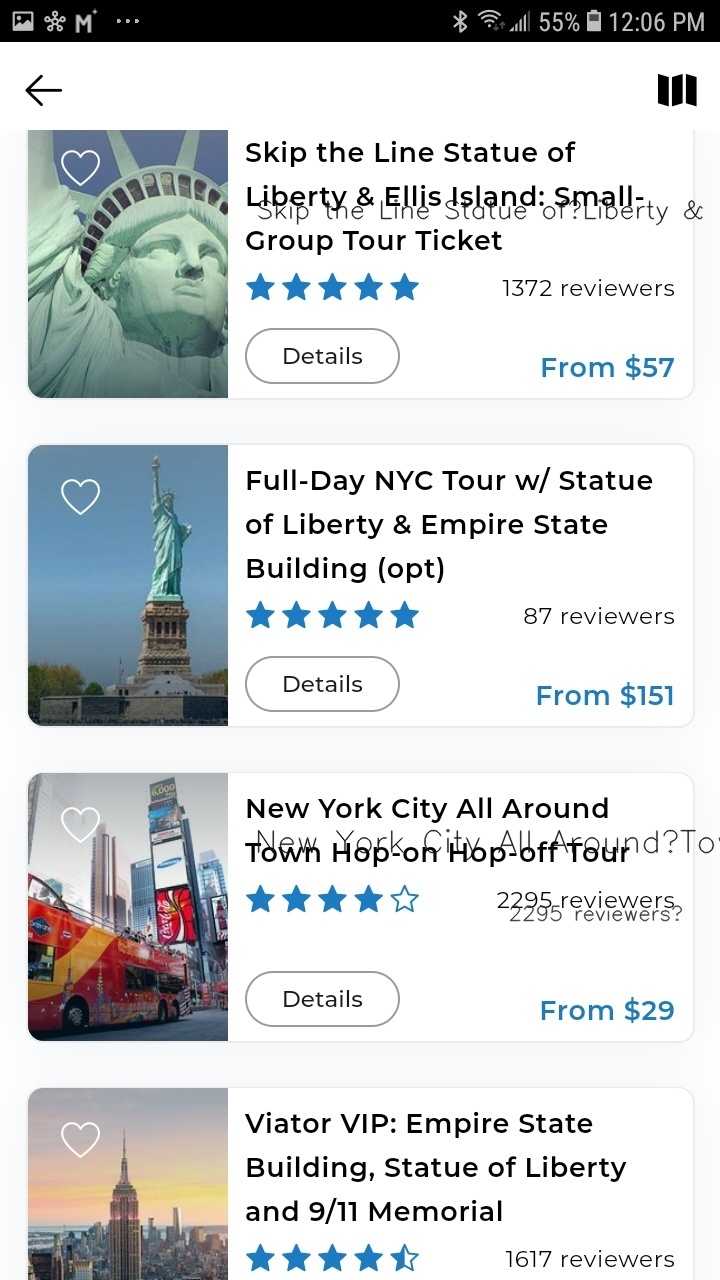 55% 12:06 PM
Skip the Line Statue of
Liberty & Ellis Island: Small-
Skip the Line Statue of?Liberty &
Group Tour Ticket
1372 reviewers
Details
From $57
Full-Day NYC Tour w/ Statue
of Liberty & Empire State
Building (opt)
87 reviewers
Details
From $151
New York City All Around
New York City All Around?To
Town Hop-on Hop-off Tour
2295 reviewers
2295 reviewers?
Details
From $29
Viator VIP: Empire State
Building, Statue of Liberty
and 9/11 Memorial
1617 reviewers